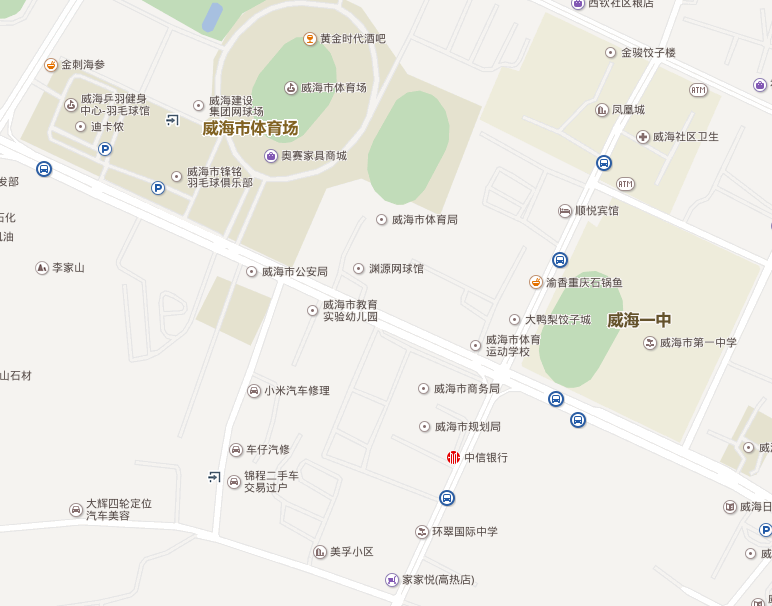 西钦社区粮店
黄金时代酒吧
金骏饺子楼
金刺海参
威海市体育场
ATM
威海乒羽健身
中心-羽毛球馆
威海建设
集团网球场
凤凰城
迪卡侬
威海市体育场
威海社区卫生
P
奥赛家具商城
威海市锋铭
羽毛球俱乐部
P
发部
ATM
石化
顺悦宾馆
威海市体育局
李家山
威海市公安局
渊源网球馆
渝香重庆石锅鱼
威海市教育
实验幼儿园
大鸭梨饺子城
威海一中
威海市体育
运动学校
威海市第一中学
山石材
小米汽车修理
威海市商务局
威海市规划局
车仔汽修
中信银行
威海
锦程二手车
交易过户
大辉四轮定位
汽车美容
威海日
环翠国际中学
P
美孚小区
威
家家悦(高热店)